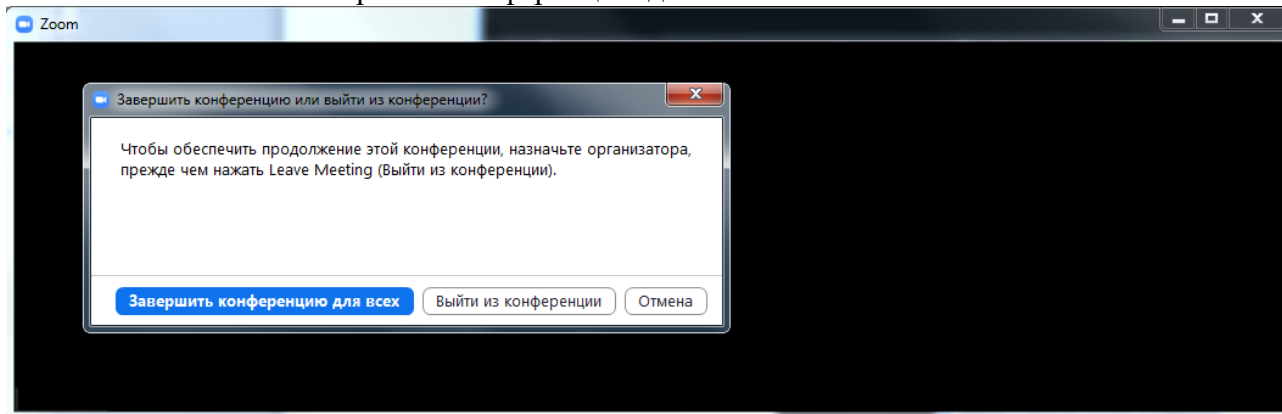 Zoom
Завершить конференцию или выйти из конференции?
Чтобы обеспечить продолжение этой конференции, назначьте организатора,
прежде чем нажать Leave Meeting (Выйти из конференции).
Завершить конференцию для всех Выйти из конференции Отмена